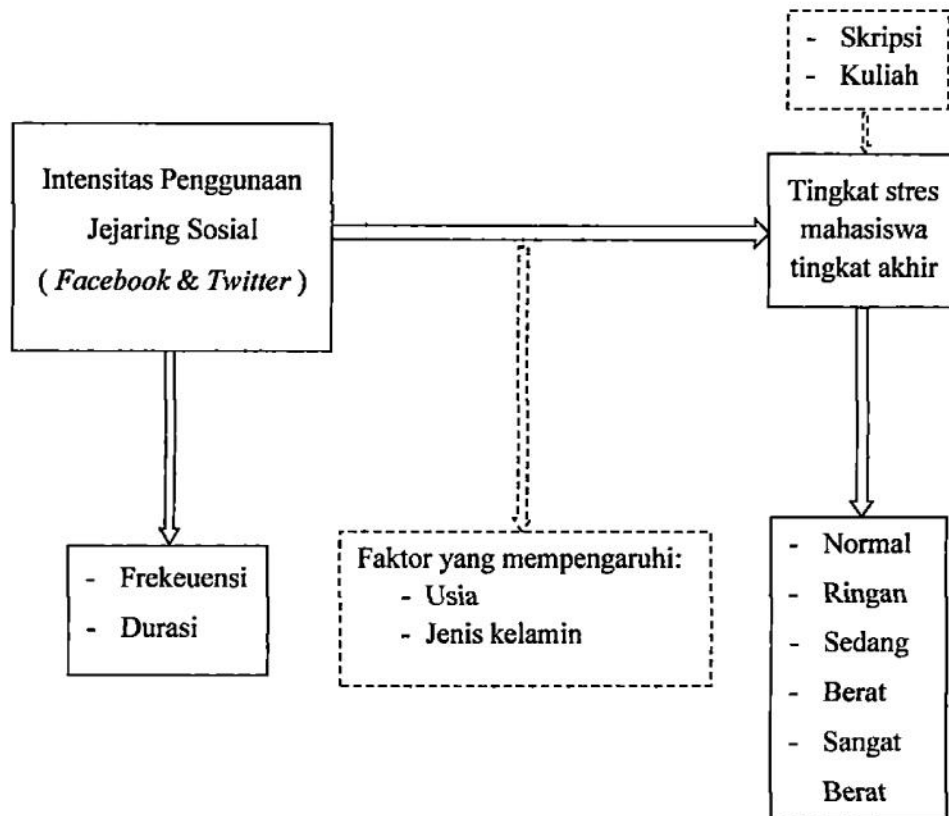 - Skripsi
- Kuliah
Intensitas Penggunaan
Jejaring Sosial
( Facebook & Twitter )
Tingkat stres
mahasiswa
tingkat akhir
- Frekeuensi
- Durasi
Faktor yang mempengaruhi:
- Usia
- Jenis kelamin
- Normal
- Ringan
- Sedang
- Berat
- Sangat
Berat